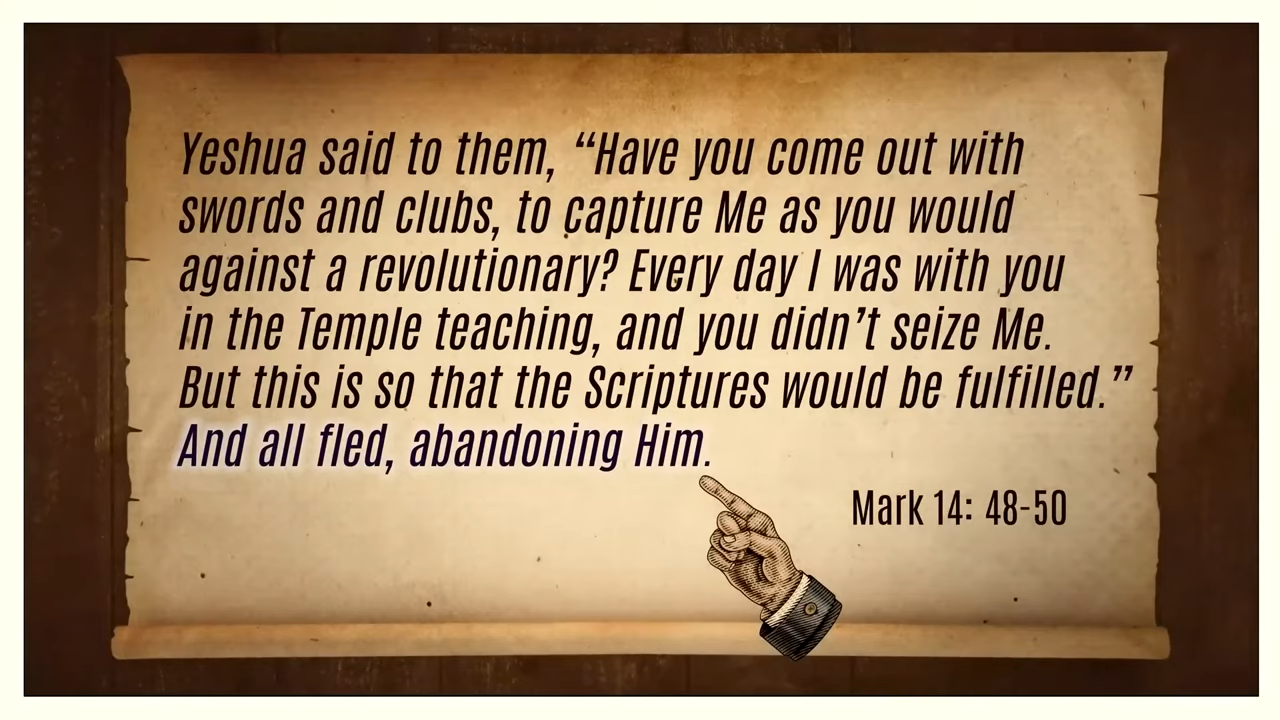 Yeshua said to them, “Have you come out with
swords and clubs, to capture Me as you would
against a revolutionary? Every day I was with you
in the Temple teaching, and you didn’t seize Me.
But this is so that the Scriptures would be fulfilled.”
And all fled, abandoning Him.
Mark 14: 48-50